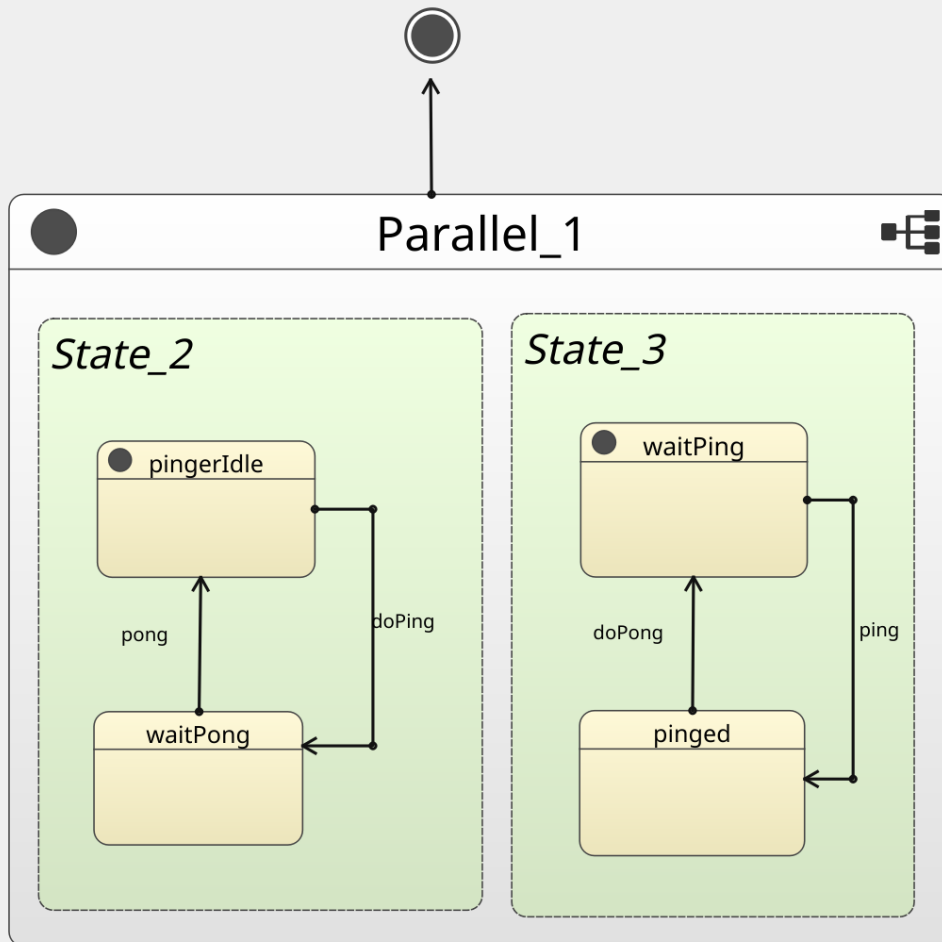 Parallel_1
State_2
State_3
pingerIdle
waitPing
pong
doPing
doPong
ping
waitPong
pinged